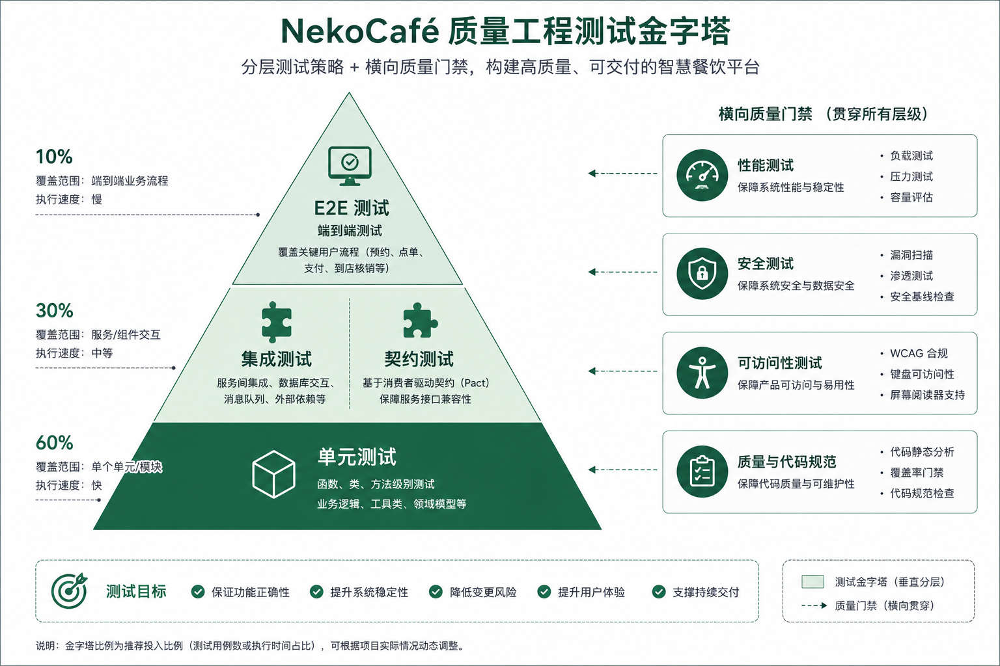 NekoCafé 质量工程测试金字塔
分层测试策略 + 横向质量门禁，构建高质量、可交付的智慧餐饮平台
10%
覆盖范围：端到端业务流程
执行速度：慢
E2E 测试
端到端测试
覆盖关键用户流程（预约、点单、
支付、到店核销等）
30%
覆盖范围：服务/组件交互
执行速度：中等
集成测试
服务间集成、数据库交互、
消息队列、外部依赖等
契约测试
基于消费者驱动契约（Pact）
保障服务接口兼容性
60%
覆盖范围：单个单元/模块
执行速度：快
单元测试
函数、类、方法级别测试
业务逻辑、工具类、领域模型等
横向质量门禁 （贯穿所有层级）
性能测试
保障系统性能与稳定性
• 负载测试
• 压力测试
• 容量评估
安全测试
保障系统安全与数据安全
• 漏洞扫描
• 渗透测试
• 安全基线检查
可访问性测试
保障产品可访问与易用性
• WCAG 合规
• 键盘可访问性
• 屏幕阅读器支持
质量与代码规范
保障代码质量与可维护性
• 代码静态分析
• 覆盖率门禁
• 代码规范检查
测试目标
保证功能正确性
提升系统稳定性
降低变更风险
提升用户体验
支撑持续交付
测试金字塔（垂直分层）
质量门禁（横向贯穿）
说明：金字塔比例为推荐投入比例（测试用例数或执行时间占比），可根据项目实际情况动态调整。